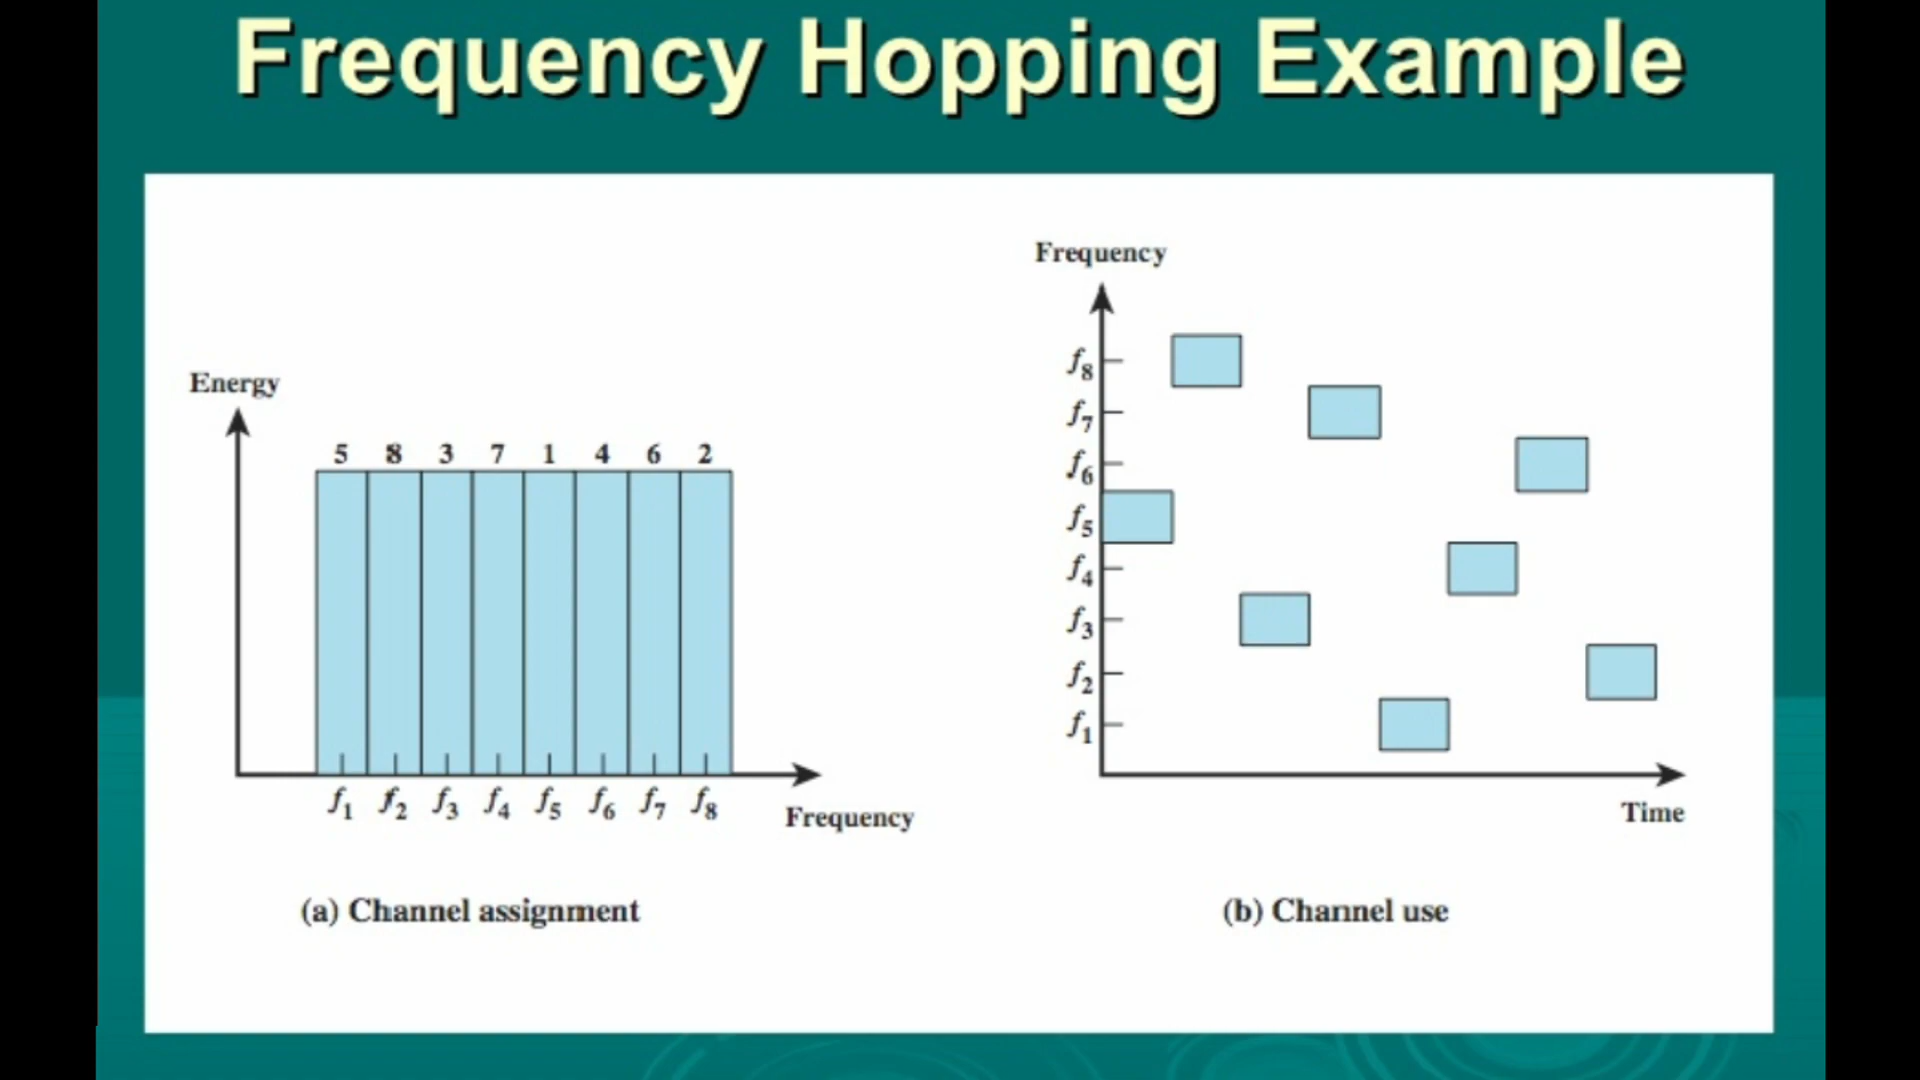 Frequency Hopping Example
Energy
5 8 3 7 1 4 6 2
f1 f2 f3 f4 f5 f6 f7 f8
Frequency
(a) Channel assignment
Frequency
f8
f7
f6
f5
f4
f3
f2
f1
Time
(b) Channel use